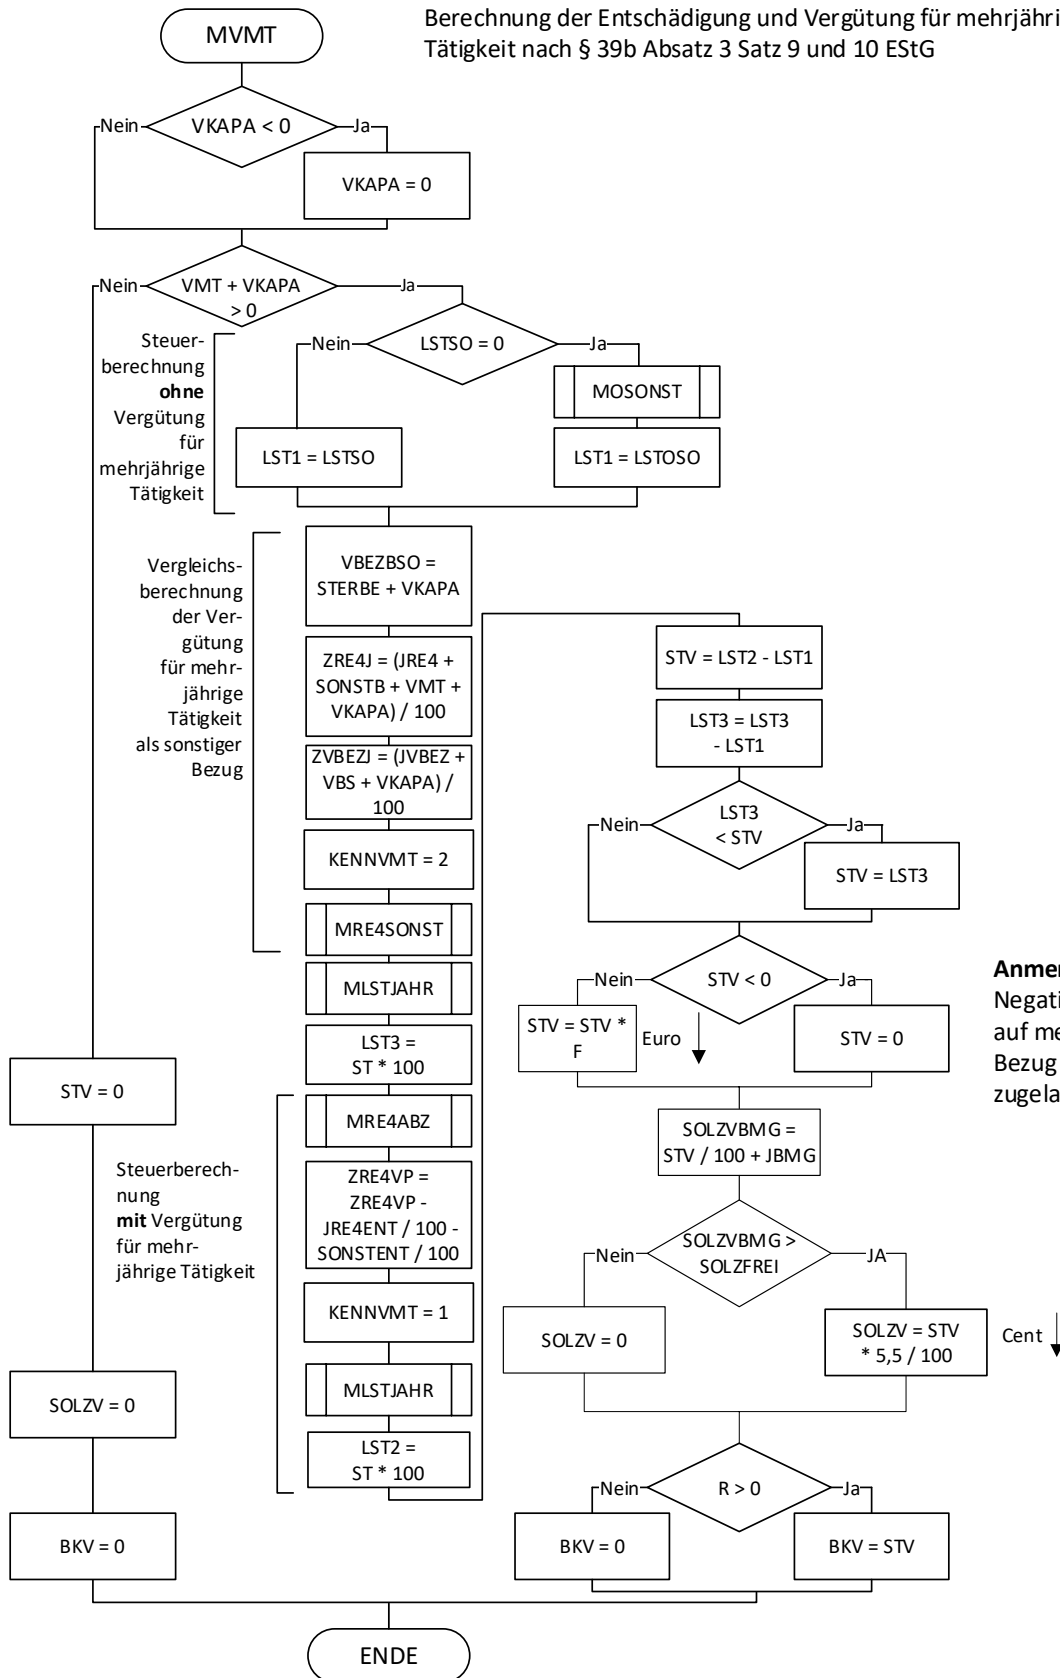 Berechnung der Entschädigung und Vergütung für mehrjähri
Tätigkeit nach § 39b Absatz 3 Satz 9 und 10 EStG
MVMT
VKAPA < 0
Nein
Ja
VKAPA = 0
VMT + VKAPA
> 0
Nein
Ja
LSTSO = 0
Nein
Ja
Steuer-
berechnung
ohne
Vergütung
für
mehrjährige
Tätigkeit
MOSONST
LST1 = LSTSO
LST1 = LSTOSO
Vergleichs-
berechnung
der Ver-
gütung
für mehr-
jährige
Tätigkeit
als sonstiger
Bezug
VBEZBSO =
STERBE + VKAPA
ZRE4J = (JRE4 +
SONSTB + VMT +
VKAPA) / 100
ZVBEZJ = (JVBEZ +
VBS + VKAPA) /
100
KENNVMT = 2
MRE4SONST
MLSTJAHR
LST3 =
ST * 100
STV = 0
Steuerberech-
nung
mit Vergütung
für mehr-
jährige Tätigkeit
MRE4ABZ
ZRE4VP =
ZRE4VP -
JRE4ENT / 100 -
SONSTENT / 100
KENNVMT = 1
MLSTJAHR
LST2 =
ST * 100
SOLZV = 0
BKV = 0
STV = LST2 - LST1
LST3 = LST3
- LST1
LST3
< STV
Nein
Ja
STV = LST3
STV < 0
Nein
Ja
STV = STV *
F
Euro
STV = 0
Anmer
Negati
auf me
Bezug
zugela
SOLZVBMG =
STV / 100 + JBMG
SOLZVBMG >
SOLZFREI
Nein
JA
SOLZV = 0
SOLZV = STV
* 5,5 / 100
Cent
R > 0
Nein
Ja
BKV = 0
BKV = STV
ENDE